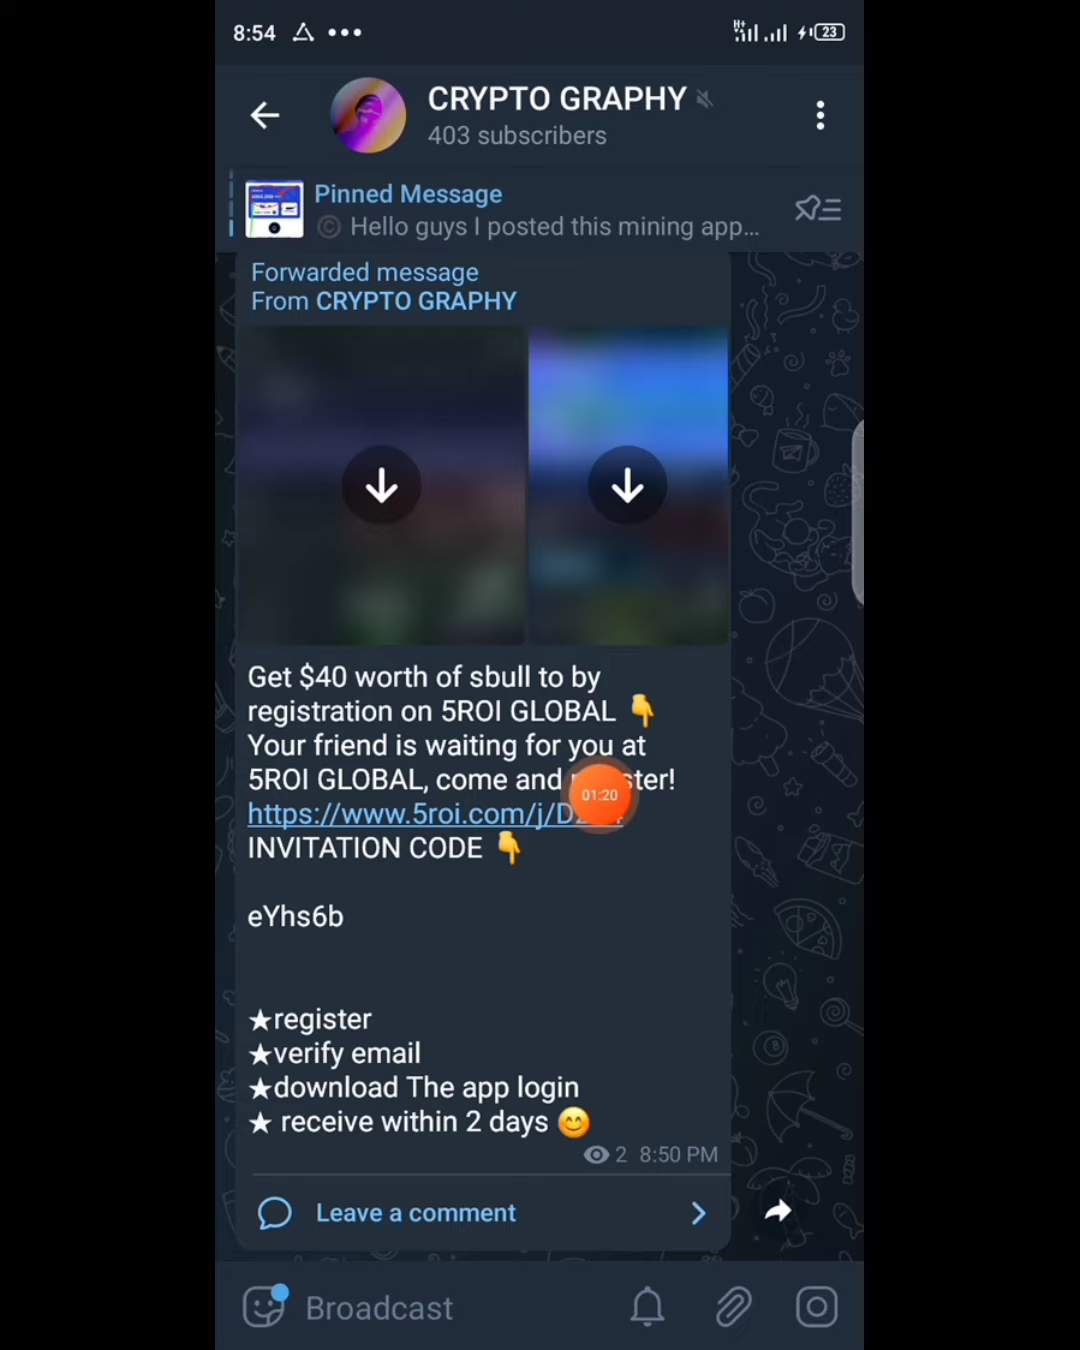 8:54
H+
23
CRYPTO GRAPHY
403 subscribers
Pinned Message
© Hello guys I posted this mining app...
Forwarded message
From CRYPTO GRAPHY
Get $40 worth of sbull to by
registration on 5ROI GLOBAL 👇
Your friend is waiting for you at
5ROI GLOBAL, come and
01:20
https://www.5roi.com/j/
INVITATION CODE 👇
eYhs6b
★register
★verify email
★download The app login
★ receive within 2 days 😊
2 8:50 PM
Leave a comment
Broadcast